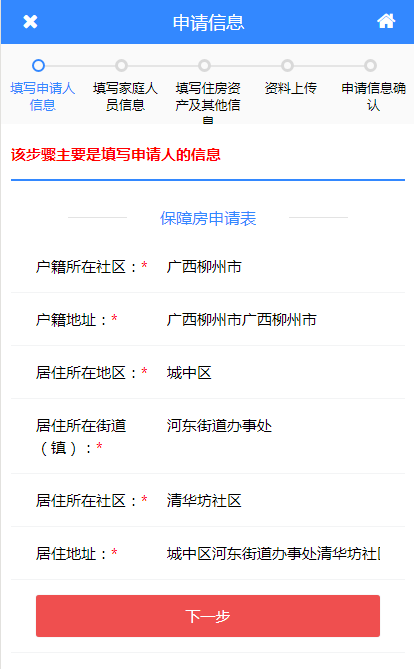 申请信息
填写申请人
信息
填写家庭人
员信息
填写住房资
产及其他信
息
资料上传
申请信息确
认
该步骤主要是填写申请人的信息
保障房申请表
户籍所在社区：* 广西柳州市
户籍地址：* 广西柳州市广西柳州市
居住所在地区：* 城中区
居住所在街道
（镇）：*
河东街道办事处
居住所在社区：* 清华坊社区
居住地址：* 城中区河东街道办事处清华坊社区
下一步